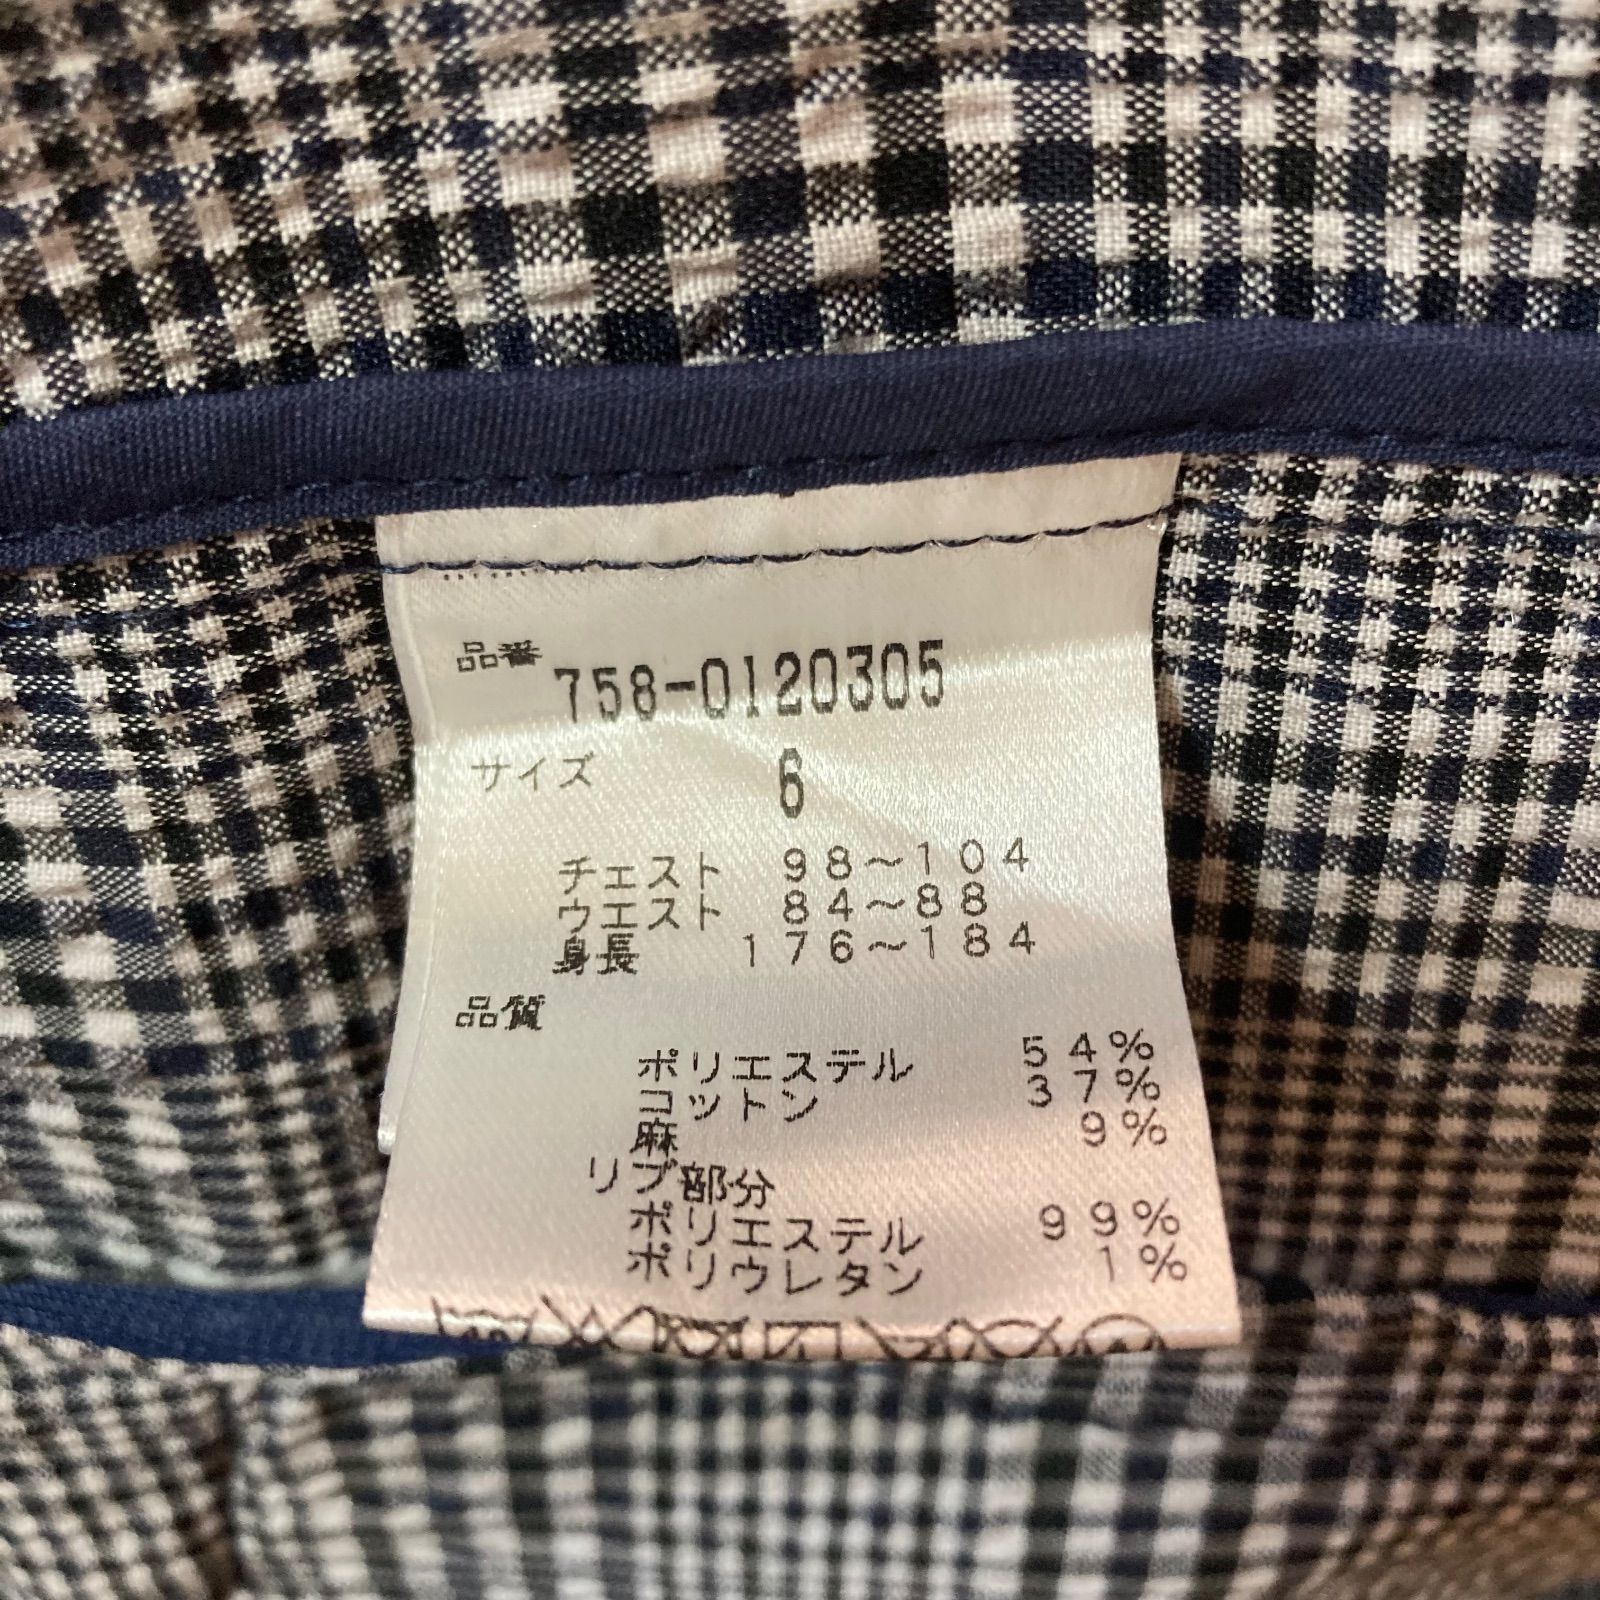 品番 758-0120305
サイズ 6
チェスト 98～104
ウエスト 84～88
身長 176～184
品質
ポリエステル 54%
コットン 37%
麻 9%
リブ部分
ポリエステル 99%
ポリウレタン 1%